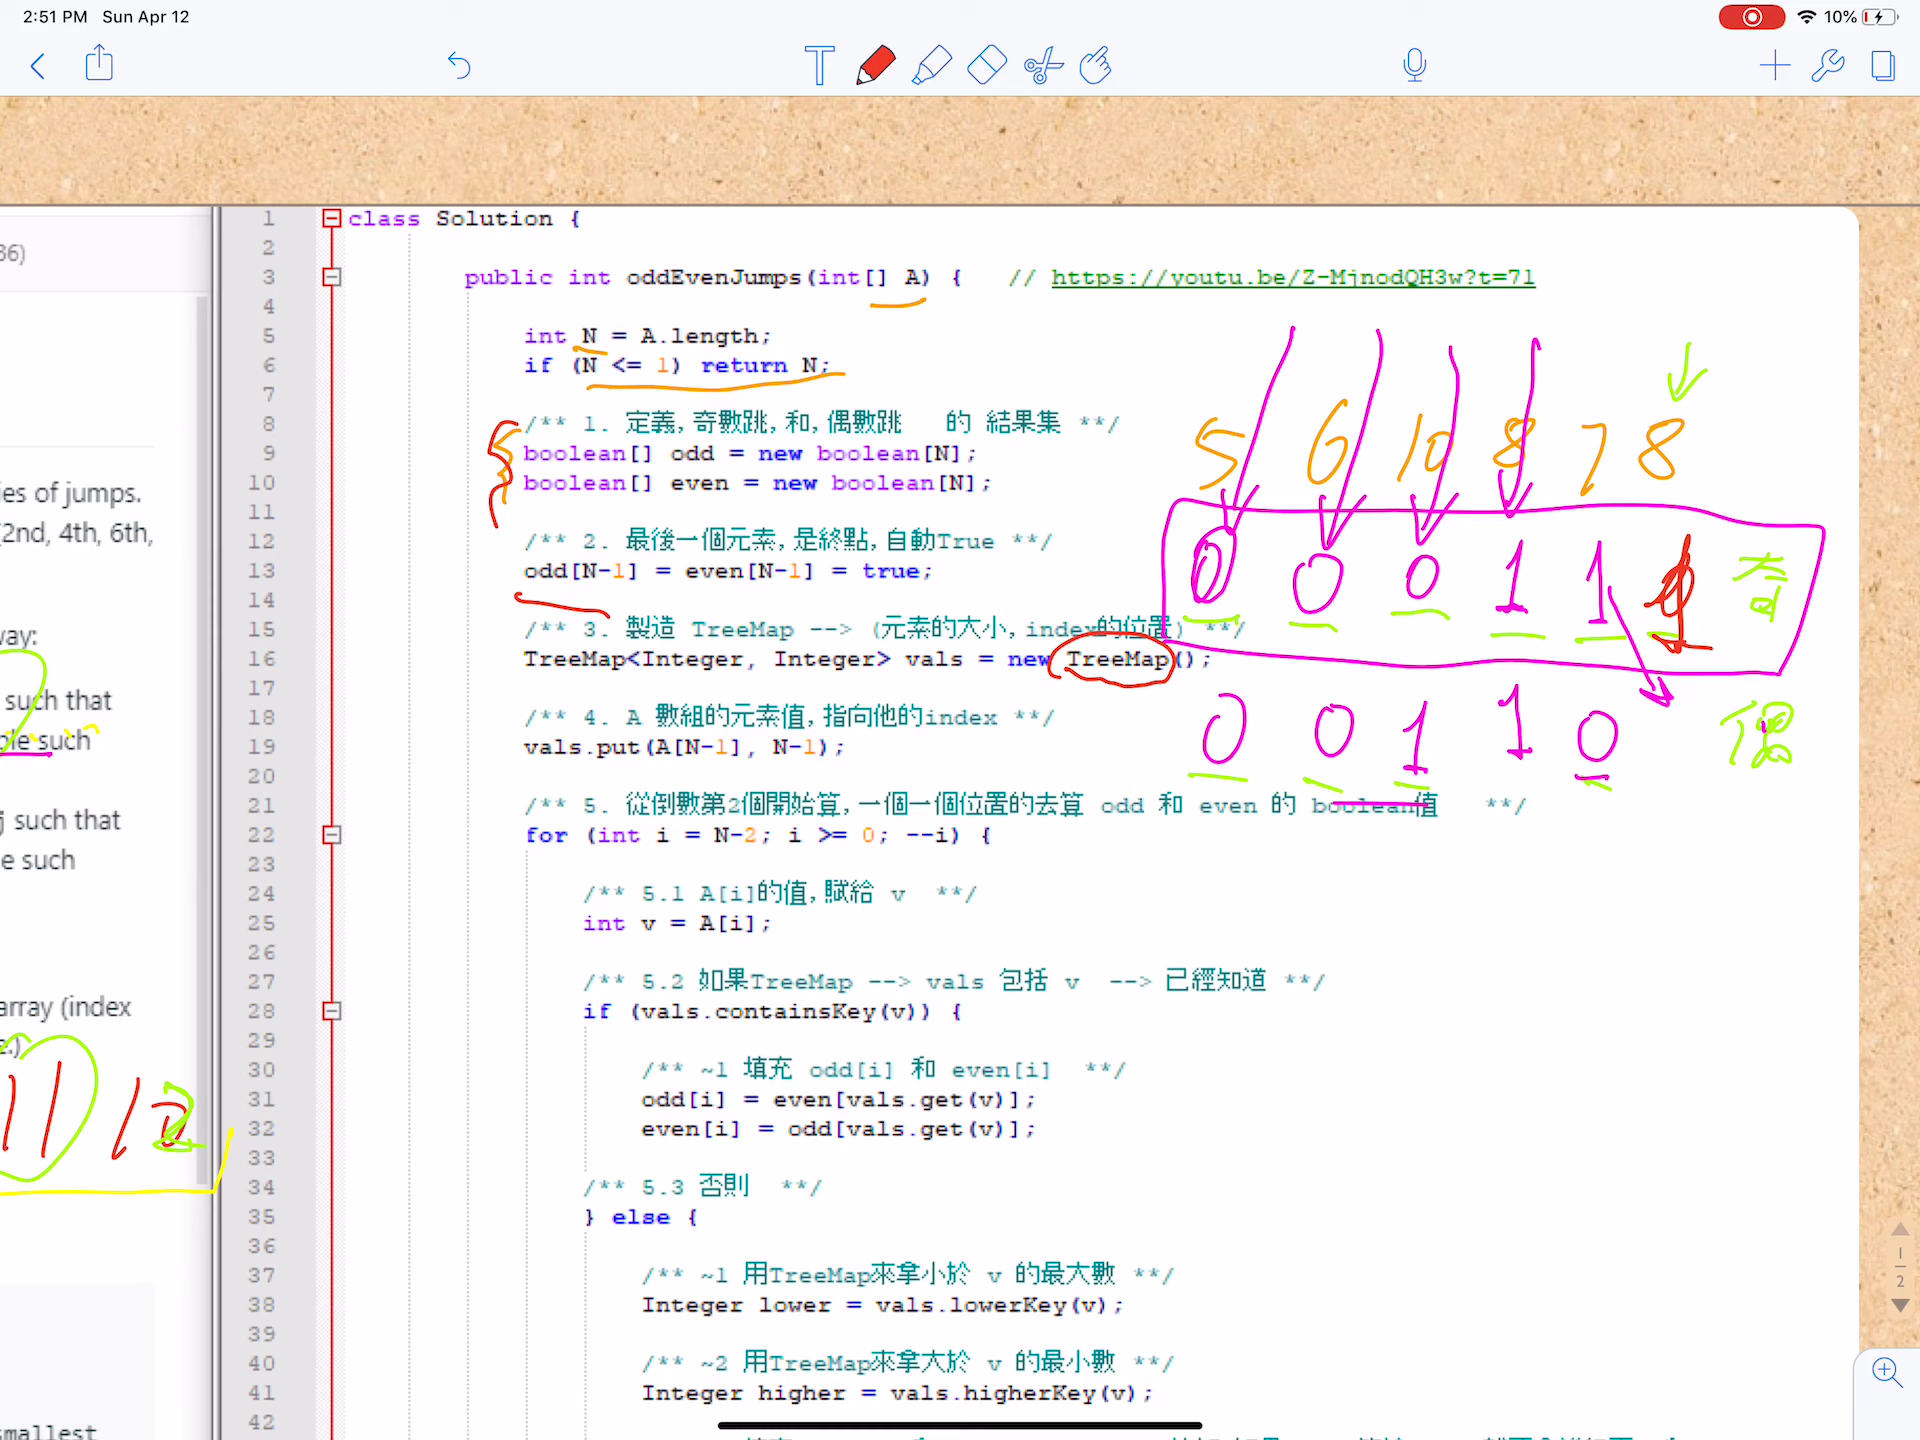 2:51 PM Sun Apr 12
10%
1 class Solution {
2
3 public int oddEvenJumps(int[] A) { // https://youtu.be/Z-MjnodQH3w?t=71
4
5 int N = A.length;
6 if (N <= 1) return N;
7
8 /** 1. 定義,奇數跳,和,偶數跳 的 結果集 **/
9 boolean[] odd = new boolean[N];
10 boolean[] even = new boolean[N];
11
12 /** 2. 最後一個元素,是終點,自動True **/
13 odd[N-1] = even[N-1] = true;
14
15 /** 3. 製造 TreeMap --> (元素的大小,index的位置) **/
16 TreeMap<Integer, Integer> vals = new TreeMap();
17
18 /** 4. A 數組的元素值,指向他的index **/
19 vals.put(A[N-1], N-1);
20
21 /** 5. 從倒數第2個開始算,一個一個位置的去算 odd 和 even 的 boolean值 **/
22 for (int i = N-2; i >= 0; --i) {
23
24 /** 5.1 A[i]的值,賦給 v **/
25 int v = A[i];
26
27 /** 5.2 如果TreeMap --> vals 包括 v --> 已經知道 **/
28 if (vals.containsKey(v)) {
29
30 /** ~1 填充 odd[i] 和 even[i] **/
31 odd[i] = even[vals.get(v)];
32 even[i] = odd[vals.get(v)];
33
34 /** 5.3 否則 **/
35 } else {
36
37 /** ~1 用TreeMap來拿小於 v 的最大數 **/
38 Integer lower = vals.lowerKey(v);
39
40 /** ~2 用TreeMap來拿大於 v 的最小數 **/
41 Integer higher = vals.higherKey(v);
42
5 6 10 8 7 8
0 0 0 1 1 1 奇
0 0 1 1 0 偶
36)
ies of jumps.
2nd, 4th, 6th,
way:
such that
ble such
j such that
e such
array (index
11 12
smallest
1
2